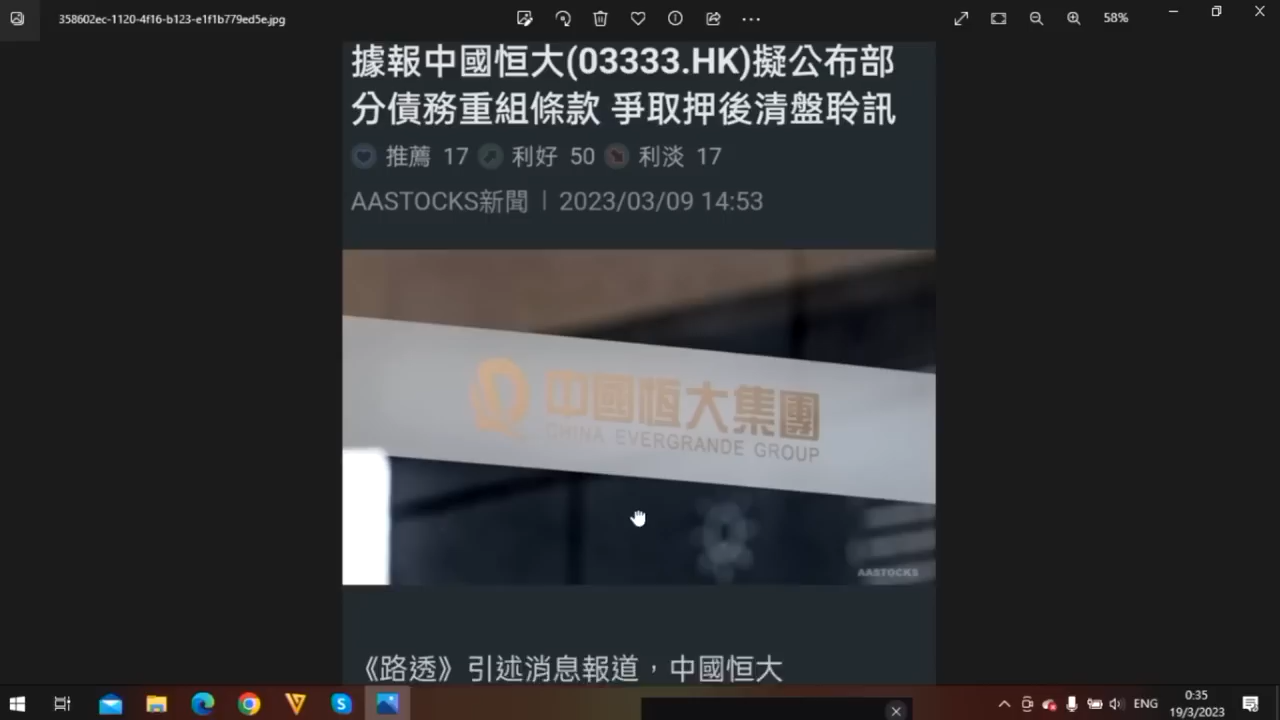 358602ec-1120-4f16-b123-e1f1b779ed5e.jpg
58%
據報中國恒大(03333.HK)擬公布部
分債務重組條款 爭取押後清盤聆訊
推薦 17 利好 50 利淡 17
AASTOCKS新聞 | 2023/03/09 14:53
中國恒大集團
CHINA EVERGRANDE GROUP
AASTOCKS
《路透》引述消息報道，中國恒大
ENG
0:35
19/3/2023